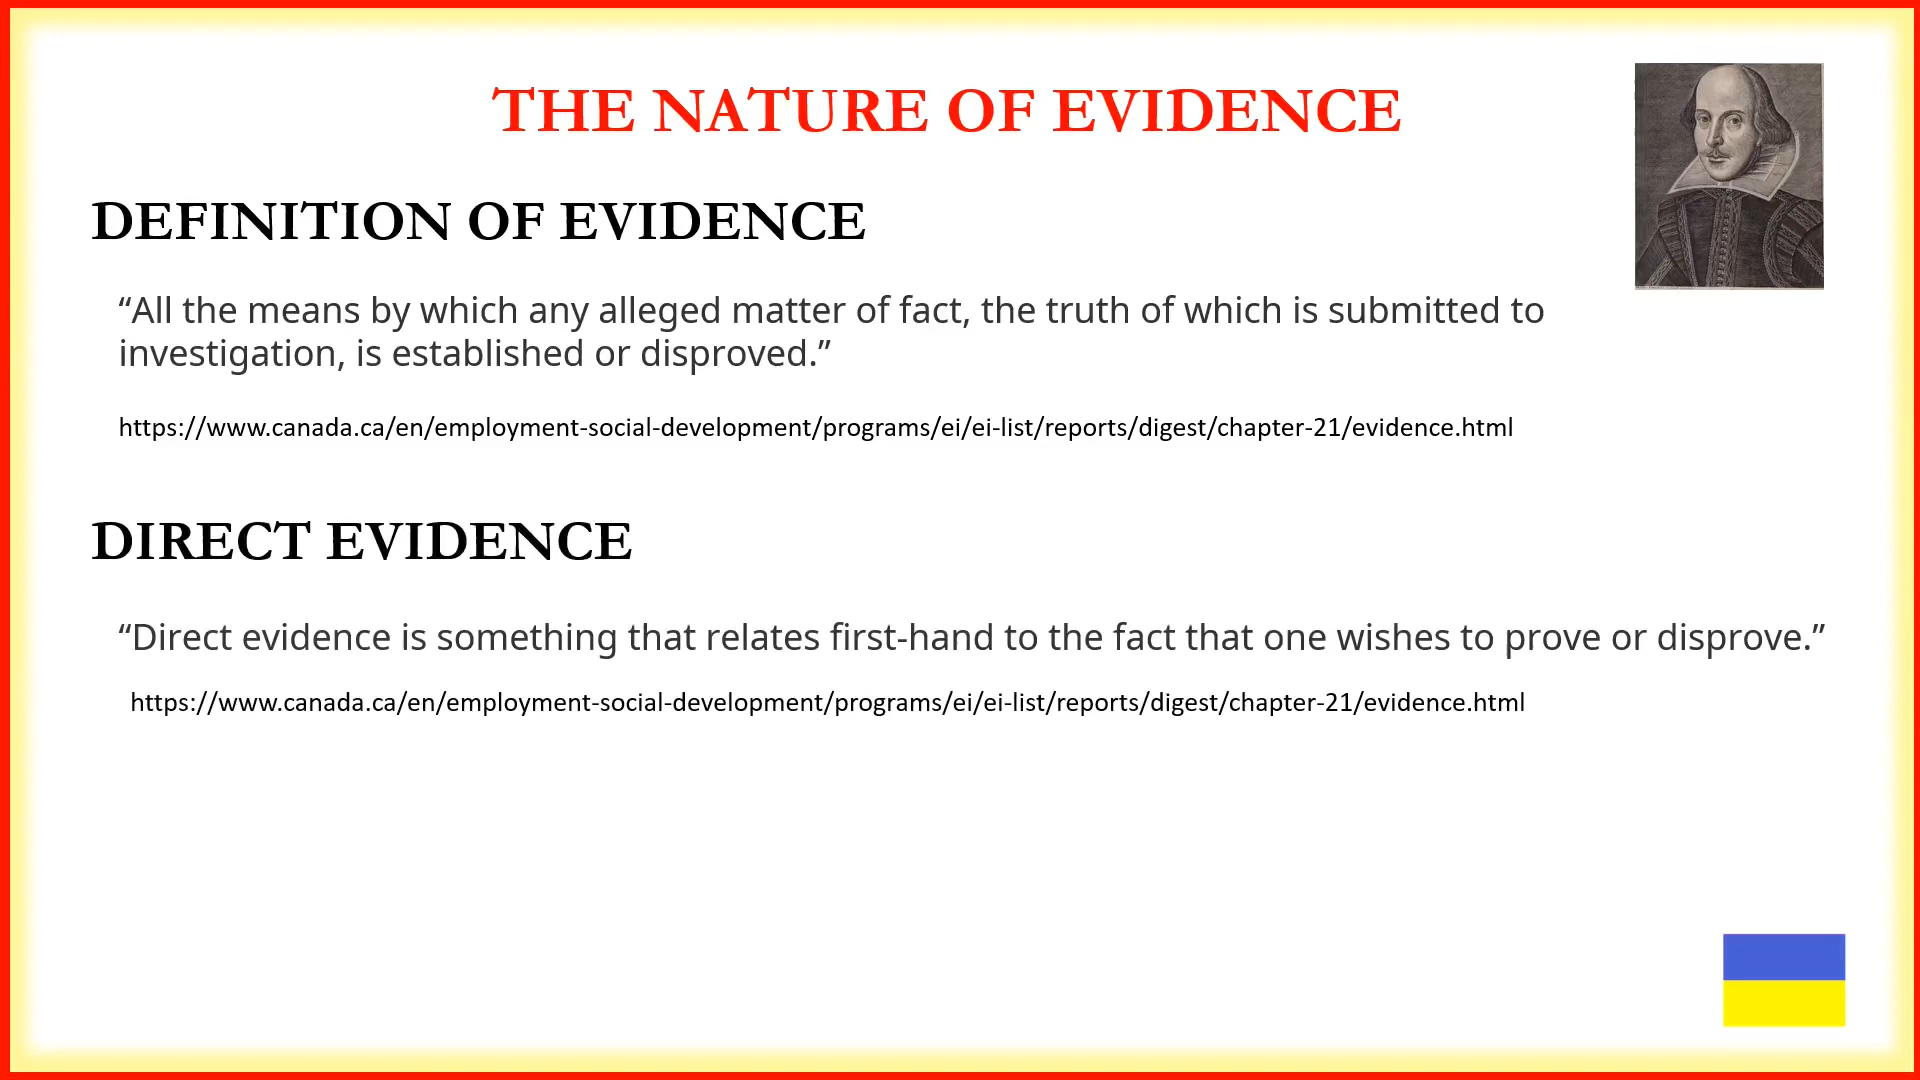 THE NATURE OF EVIDENCE
DEFINITION OF EVIDENCE
“All the means by which any alleged matter of fact, the truth of which is submitted to
investigation, is established or disproved.”
https://www.canada.ca/en/employment-social-development/programs/ei/ei-list/reports/digest/chapter-21/evidence.html
DIRECT EVIDENCE
“Direct evidence is something that relates first-hand to the fact that one wishes to prove or disprove.”
https://www.canada.ca/en/employment-social-development/programs/ei/ei-list/reports/digest/chapter-21/evidence.html